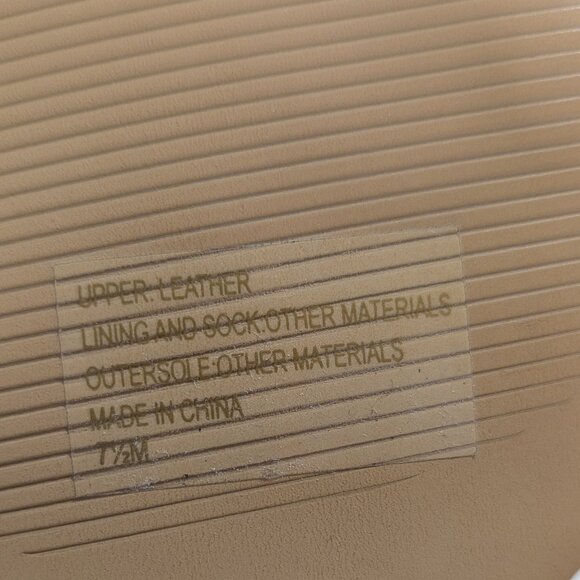 UPPER: LEATHER
LINING AND SOCK:OTHER MATERIALS
OUTERSOLE:OTHER MATERIALS
MADE IN CHINA
7½M